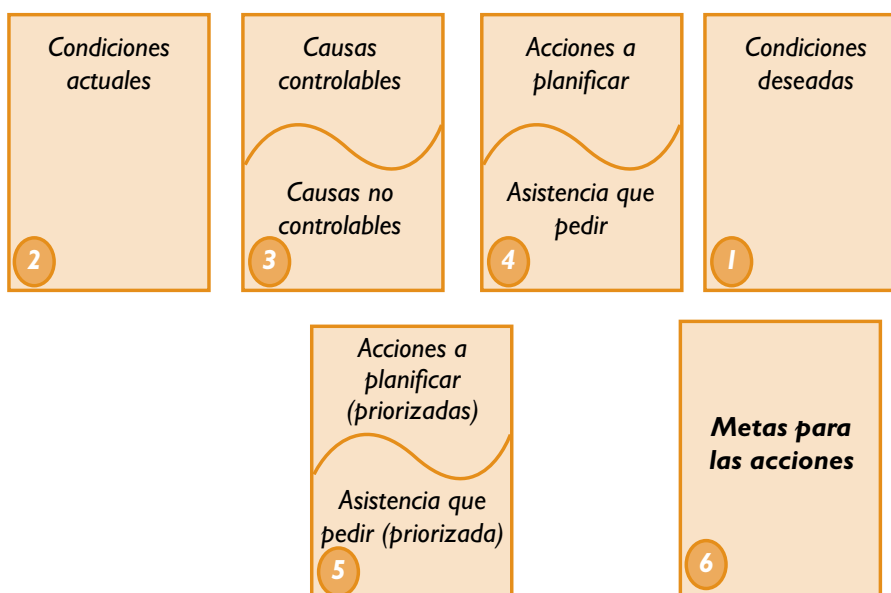 Condiciones
actuales
2
Causas
controlables
Causas no
controlables
3
Acciones a
planificar
Asistencia que
pedir
4
Condiciones
deseadas
1
Acciones a
planificar
(priorizadas)
Asistencia que
pedir (priorizada)
5
Metas para
las acciones
6